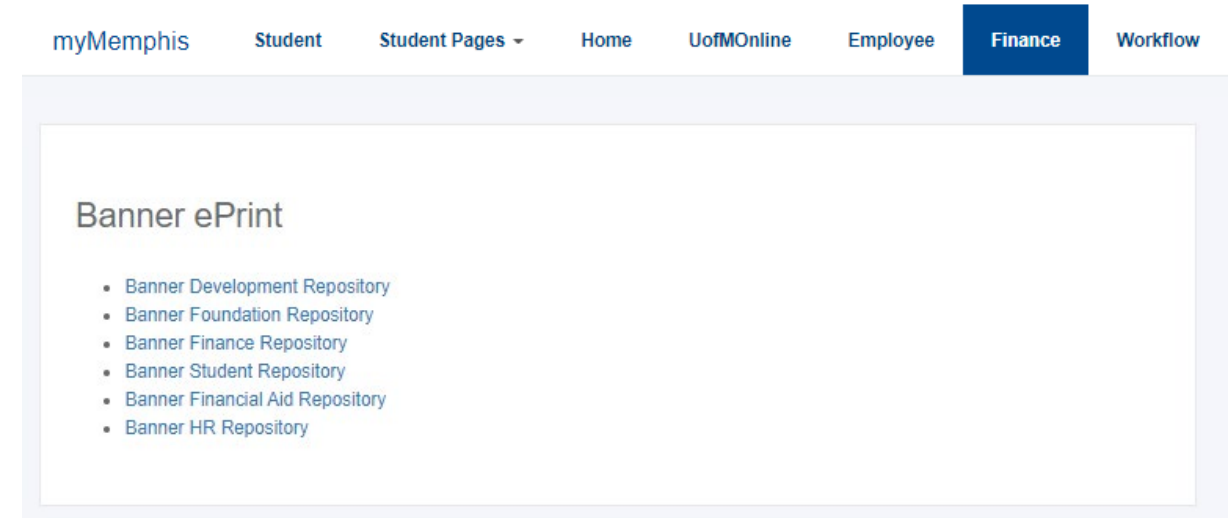 myMemphis Student Student Pages Home UofMOnline Employee Finance Workflow
Banner ePrint
Banner Development Repository
Banner Foundation Repository
Banner Finance Repository
Banner Student Repository
Banner Financial Aid Repository
Banner HR Repository